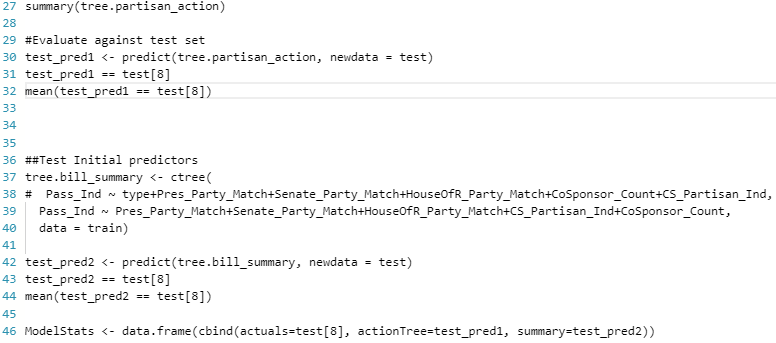 27 summary(tree.partisan_action)
28
29 #Evaluate against test set
30 test_pred1 <- predict(tree.partisan_action, newdata = test)
31 test_pred1 == test[8]
32 mean(test_pred1 == test[8])
33
34
35
36 ##Test Initial predictors
37 tree.bill_summary <- ctree(
38 #  Pass_Ind ~ type+Pres_Party_Match+Senate_Party_Match+HouseOfR_Party_Match+CoSponsor_Count+CS_Partisan_Ind,
39   Pass_Ind ~ Pres_Party_Match+Senate_Party_Match+HouseOfR_Party_Match+CS_Partisan_Ind+CoSponsor_Count,
40   data = train)
41
42 test_pred2 <- predict(tree.bill_summary, newdata = test)
43 test_pred2 == test[8]
44 mean(test_pred2 == test[8])
45
46 ModelStats <- data.frame(cbind(actuals=test[8], actionTree=test_pred1, summary=test_pred2))